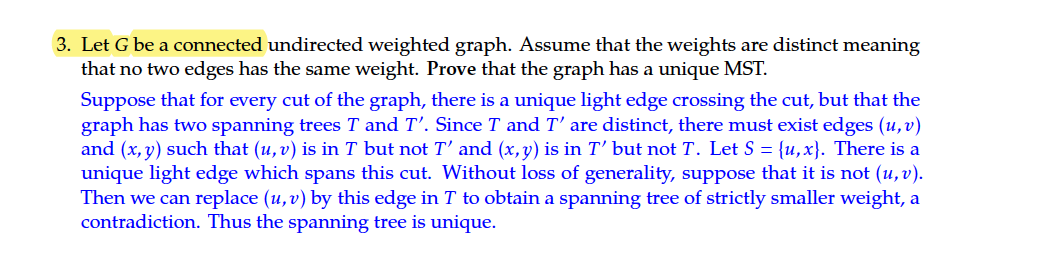 3. Let G be a connected undirected weighted graph. Assume that the weights are distinct meaning
that no two edges has the same weight. Prove that the graph has a unique MST.
Suppose that for every cut of the graph, there is a unique light edge crossing the cut, but that the
graph has two spanning trees T and T′. Since T and T′ are distinct, there must exist edges (u, v)
and (x, y) such that (u, v) is in T but not T′ and (x, y) is in T′ but not T. Let S = {u, x}. There is a
unique light edge which spans this cut. Without loss of generality, suppose that it is not (u, v).
Then we can replace (u, v) by this edge in T to obtain a spanning tree of strictly smaller weight, a
contradiction. Thus the spanning tree is unique.